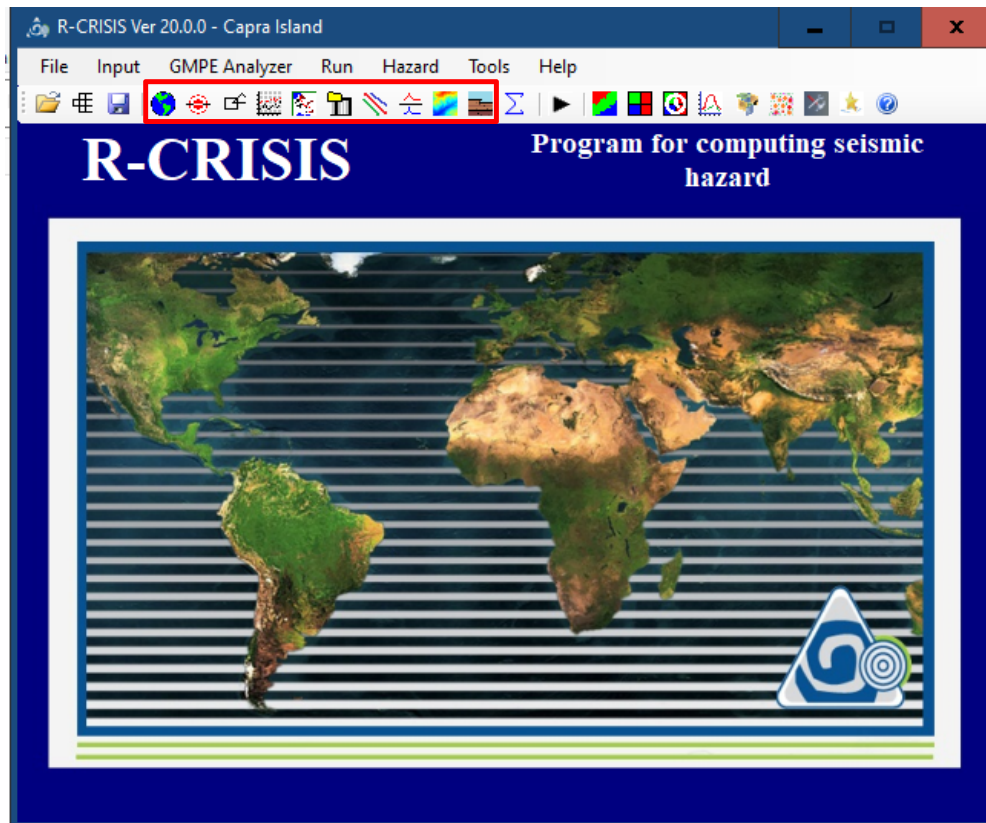 R-CRISIS Ver 20.0.0 - Capra Island
File Input GMPE Analyzer Run Hazard Tools Help
R-CRISIS
Program for computing seismic
hazard